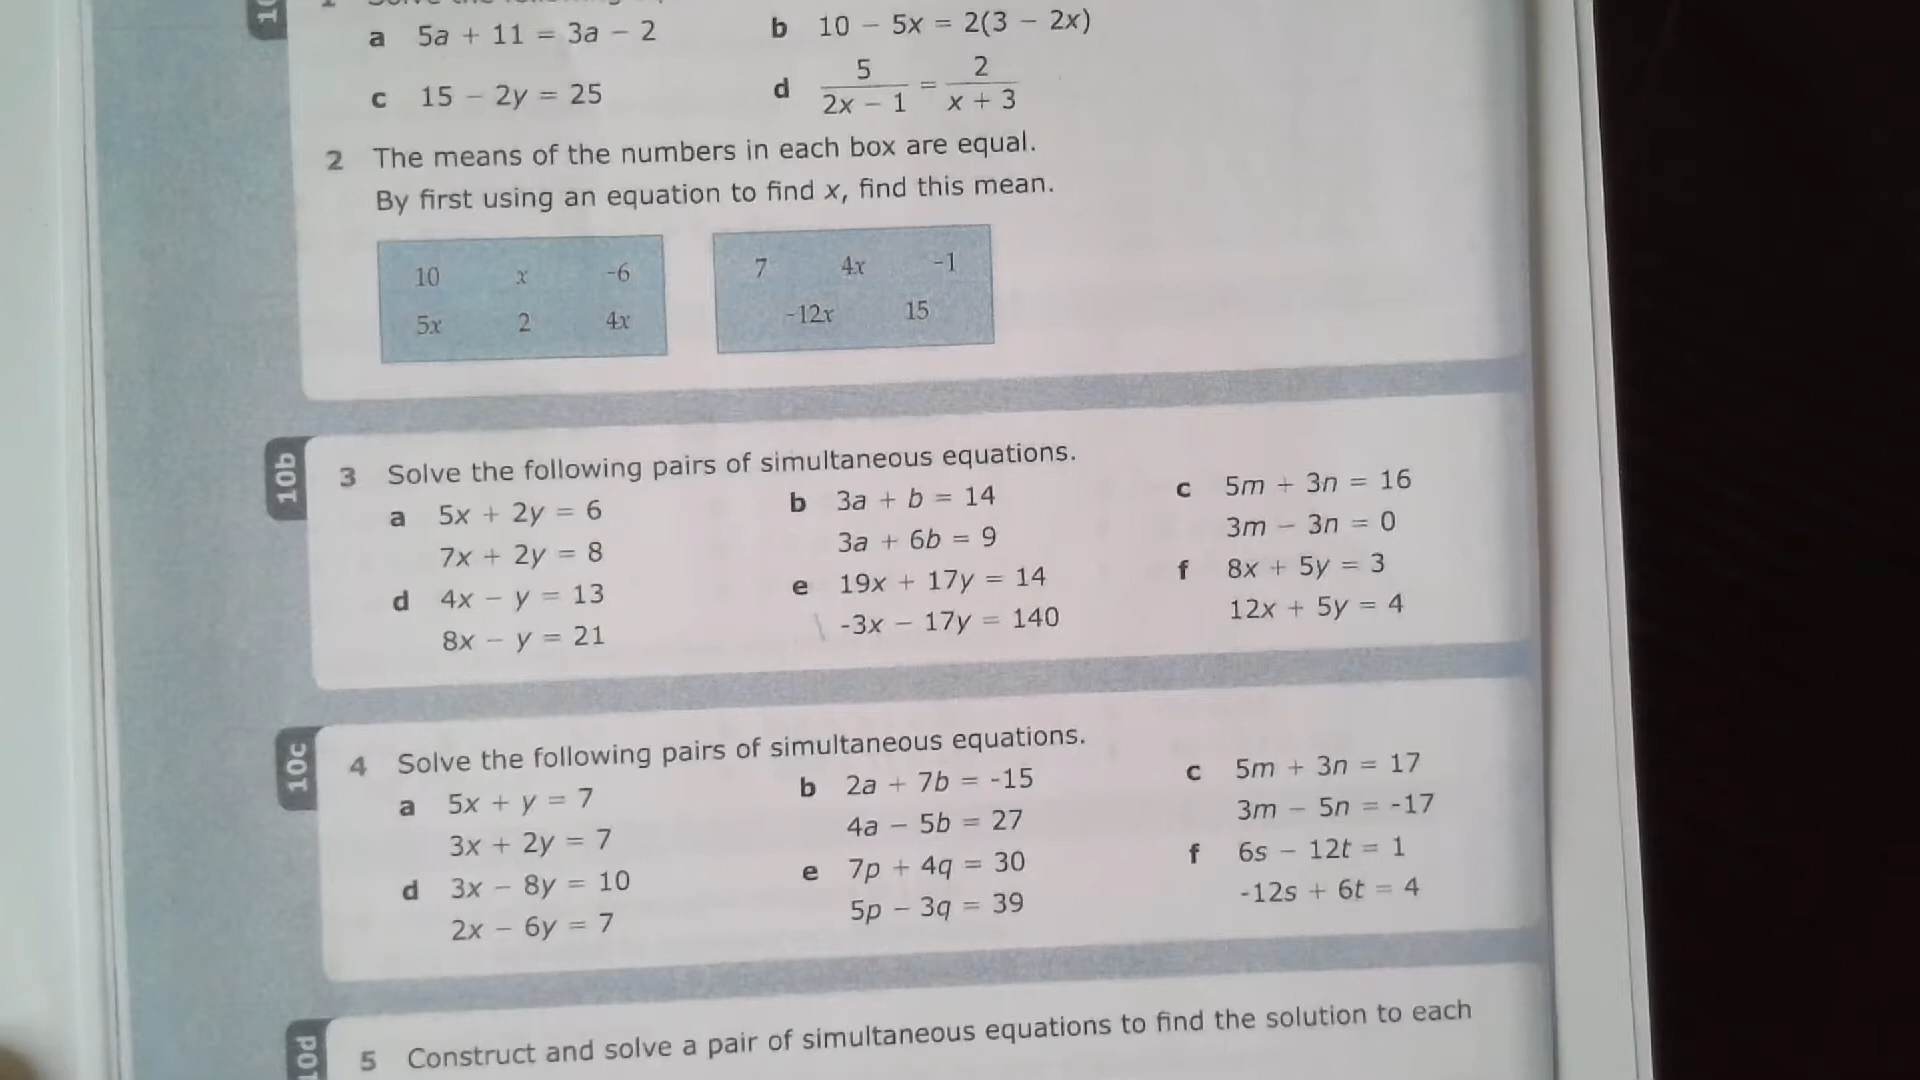 a 5a + 11 = 3a − 2 b 10 − 5x = 2(3 − 2x)
c 15 − 2y = 25 d 5/(2x − 1) = 2/(x + 3)
2 The means of the numbers in each box are equal.
By first using an equation to find x, find this mean.
10 x -6
5x 2 4x
7 4x -1
-12x 15
10b
3 Solve the following pairs of simultaneous equations.
a 5x + 2y = 6 b 3a + b = 14 c 5m + 3n = 16
7x + 2y = 8 3a + 6b = 9 3m − 3n = 0
d 4x − y = 13 e 19x + 17y = 14 f 8x + 5y = 3
8x − y = 21 -3x − 17y = 140 12x + 5y = 4
10c
4 Solve the following pairs of simultaneous equations.
a 5x + y = 7 b 2a + 7b = -15 c 5m + 3n = 17
3x + 2y = 7 4a − 5b = 27 3m − 5n = -17
d 3x − 8y = 10 e 7p + 4q = 30 f 6s − 12t = 1
2x − 6y = 7 5p − 3q = 39 -12s + 6t = 4
10d
5 Construct and solve a pair of simultaneous equations to find the solution to each